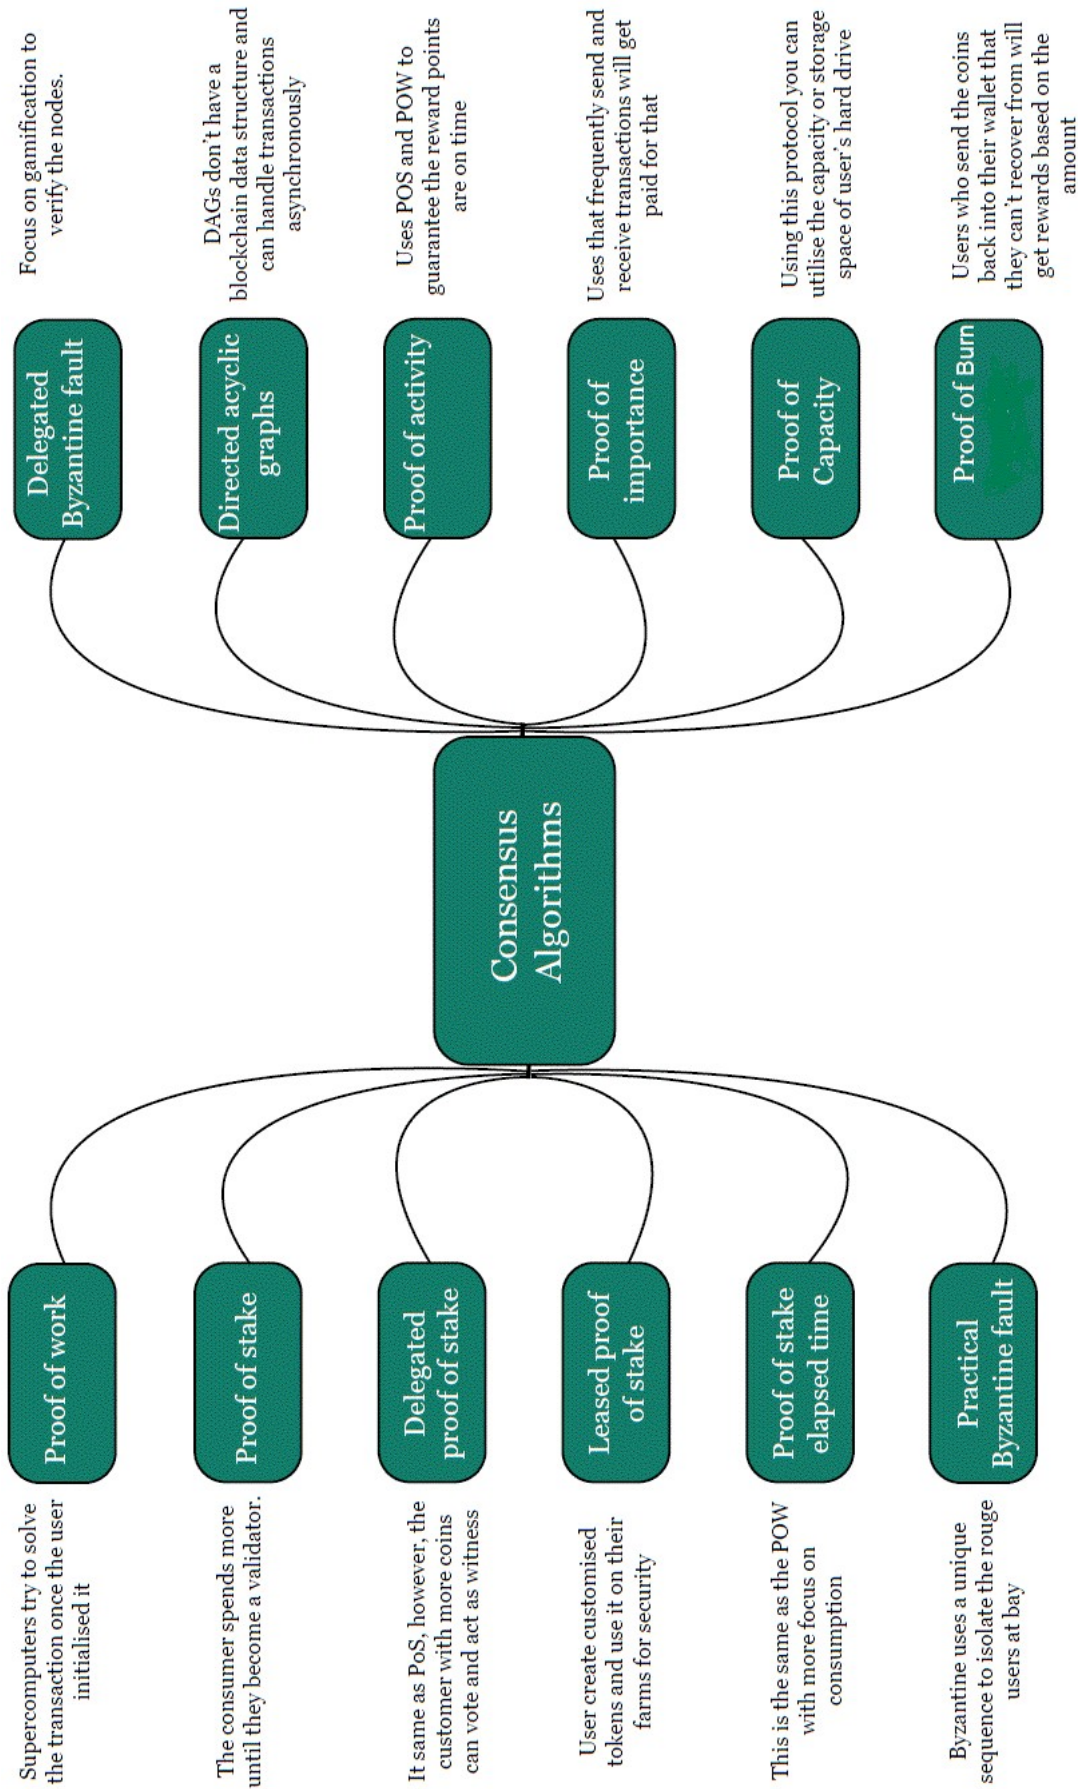 Supercomputers try to solve
the transaction once the user
initialised it
Proof of work
The consumer spends more
until they become a validator.
Proof of stake
It same as PoS, however, the
customer with more coins
can vote and act as witness
Delegated
proof of stake
User create customised
tokens and use it on their
farms for security
Leased proof
of stake
This is the same as the POW
with more focus on
consumption
Proof of stake
elapsed time
Byzantine uses a unique
sequence to isolate the rouge
users at bay
Practical
Byzantine fault
Consensus
Algorithms
Delegated
Byzantine fault
Focus on gamification to
verify the nodes.
Directed acyclic
graphs
DAGs don't have a
blockchain data structure and
can handle transactions
asynchronously
Proof of activity
Uses POS and POW to
guarantee the reward points
are on time
Proof of
importance
Uses that frequently send and
receive transactions will get
paid for that
Proof of
Capacity
Using this protocol you can
utilise the capacity or storage
space of user's hard drive
Proof of Burn
Users who send the coins
back into their wallet that
they can't recover from will
get rewards based on the
amount